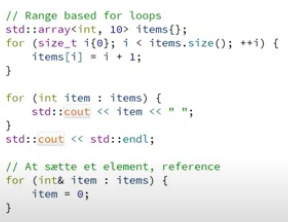 // Range based for loops
std::array<int, 10> items{};
for (size_t i{0}; i < items.size(); ++i) {
    items[i] = i + 1;
}

for (int item : items) {
    std::cout << item << " ";
}
std::cout << std::endl;

// At sætte et element, reference
for (int& item : items) {
    item = 0;
}